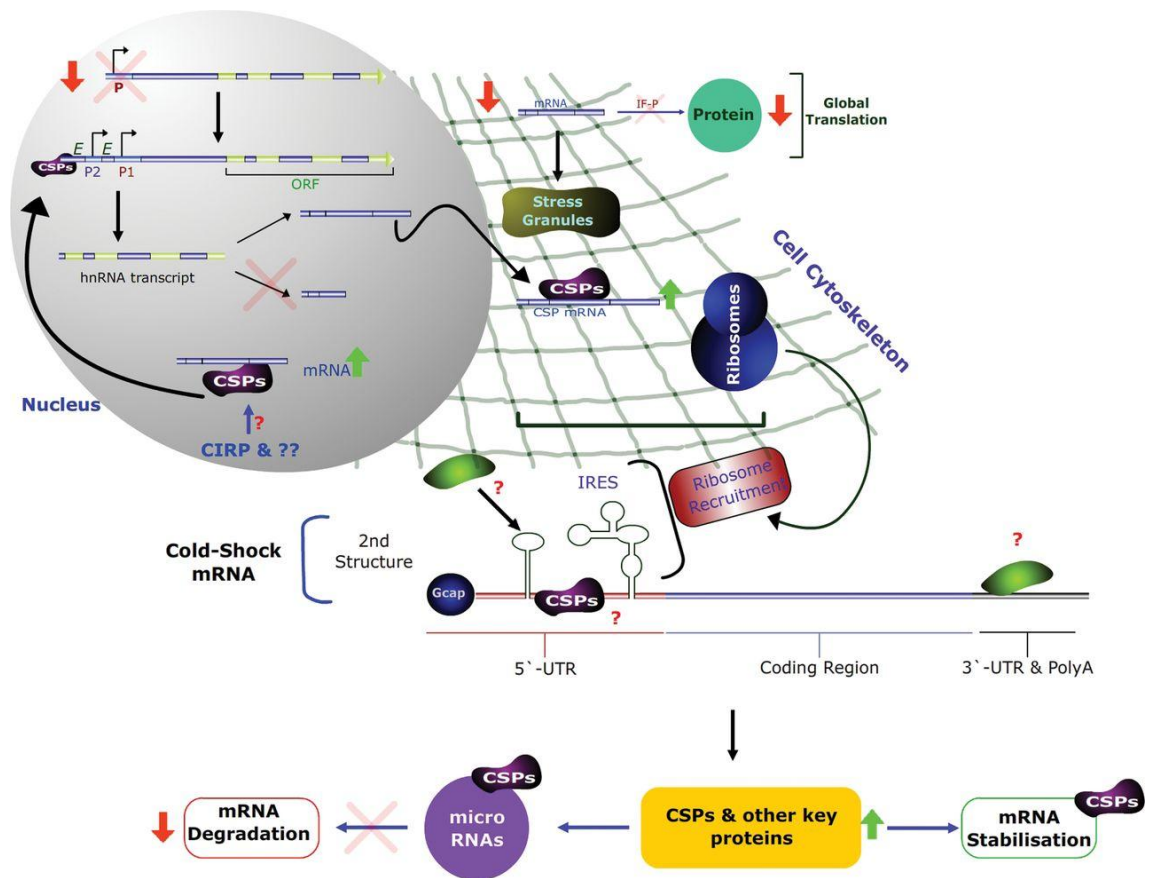 P
E
E
CSPs
P2
P1
ORF
hnRNA transcript
CSPs
mRNA
?
CIRP & ??
Nucleus
mRNA
IF-P
Protein
Global
Translation
Stress
Granules
CSPs
CSP mRNA
Ribosomes
Cell Cytoskeleton
?
IRES
Ribosome
Recruitment
Cold-Shock
mRNA
2nd
Structure
Gcap
CSPs
?
?
5`-UTR
Coding Region
3`-UTR & PolyA
mRNA
Degradation
CSPs
micro
RNAs
CSPs & other key
proteins
CSPs
mRNA
Stabilisation